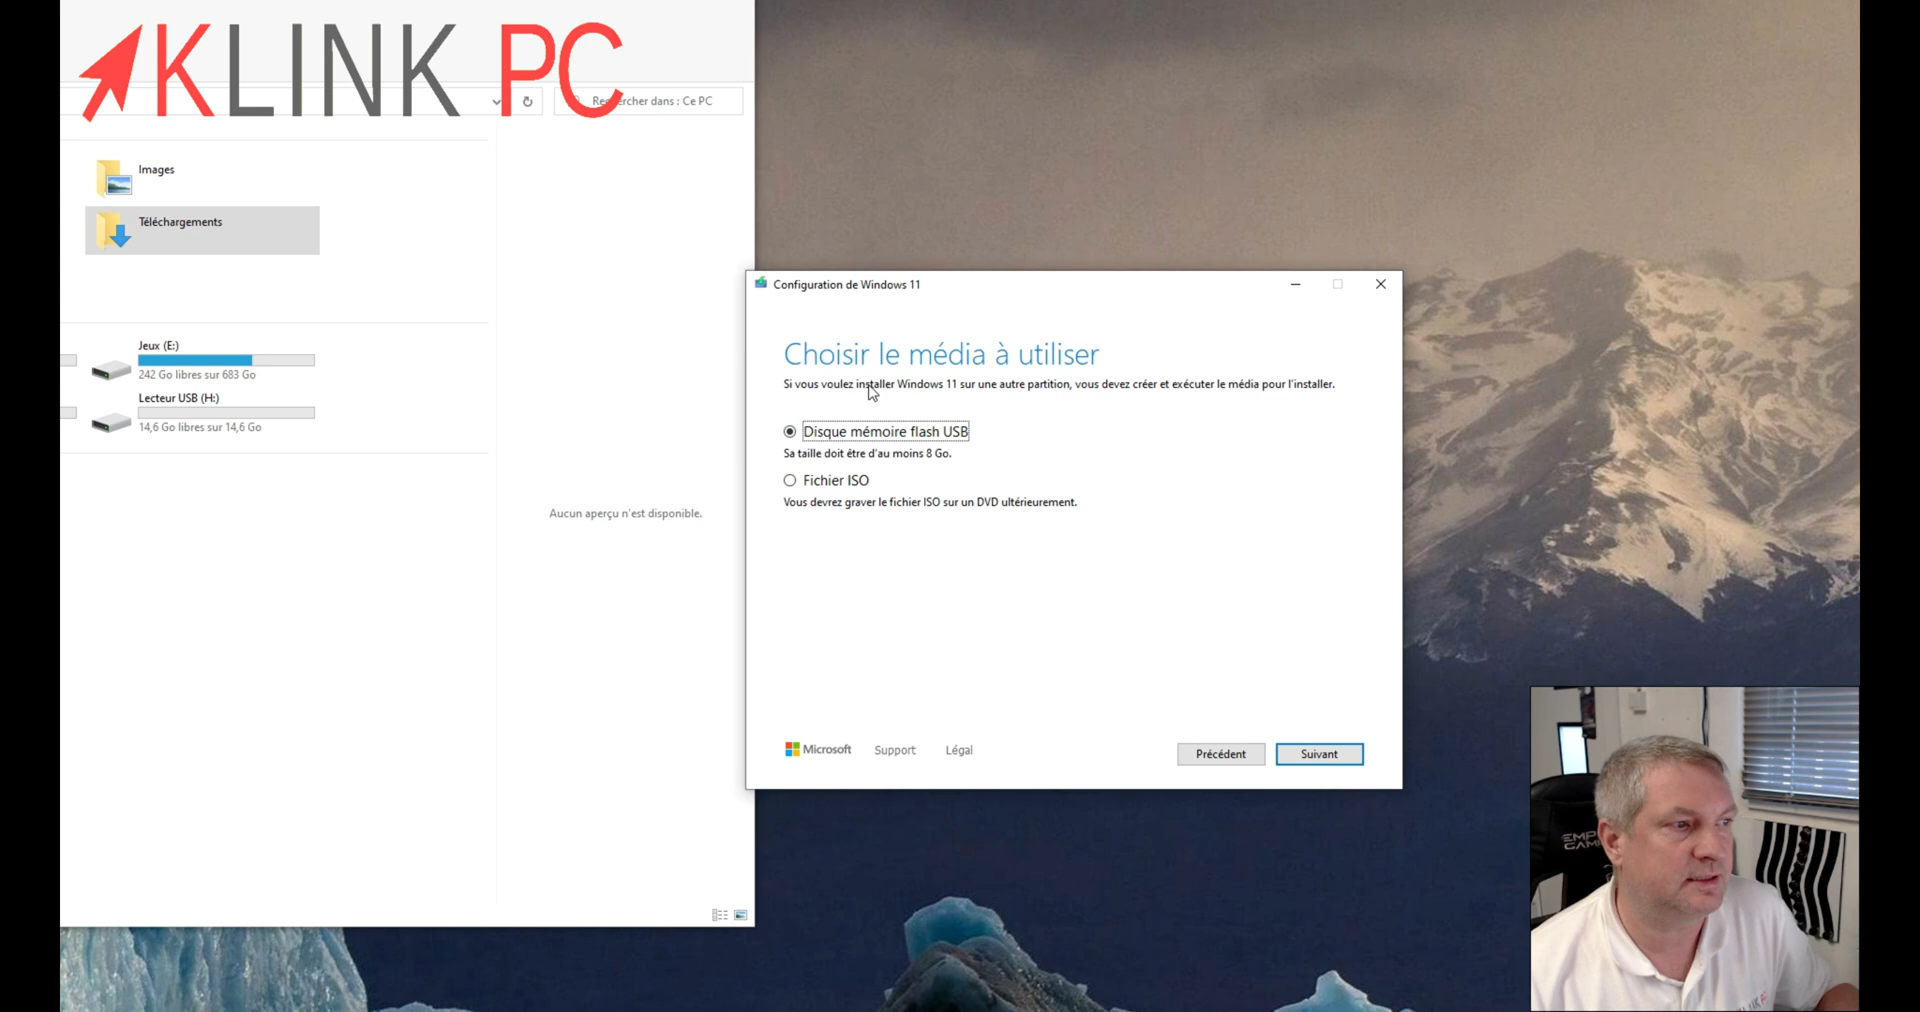 KLINK PC
Rechercher dans : Ce PC
Images
Téléchargements
Jeux (E:)
242 Go libres sur 683 Go
Lecteur USB (H:)
14,6 Go libres sur 14,6 Go
Aucun aperçu n'est disponible.
Configuration de Windows 11
Choisir le média à utiliser
Si vous voulez installer Windows 11 sur une autre partition, vous devez créer et exécuter le média pour l'installer.
Disque mémoire flash USB
Sa taille doit être d'au moins 8 Go.
Fichier ISO
Vous devrez graver le fichier ISO sur un DVD ultérieurement.
Microsoft Support Légal
Précédent Suivant